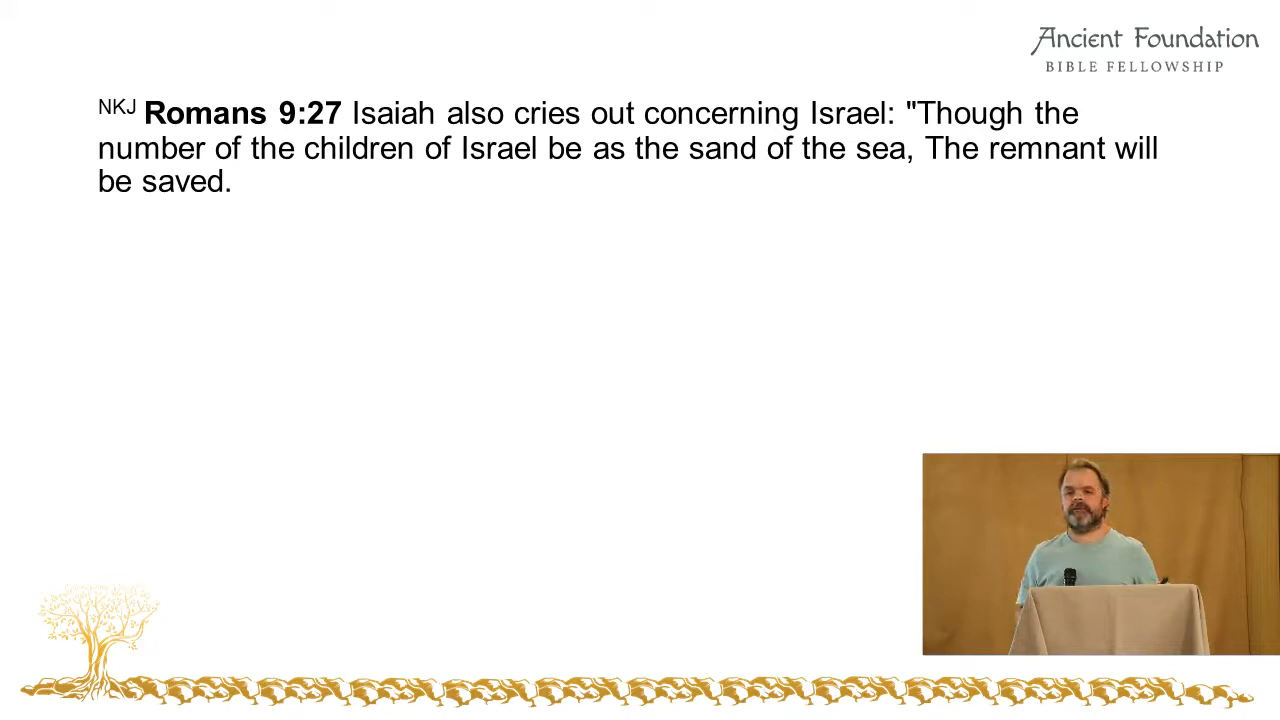 Ancient Foundation
BIBLE FELLOWSHIP
NKJ Romans 9:27 Isaiah also cries out concerning Israel: "Though the
number of the children of Israel be as the sand of the sea, The remnant will
be saved.